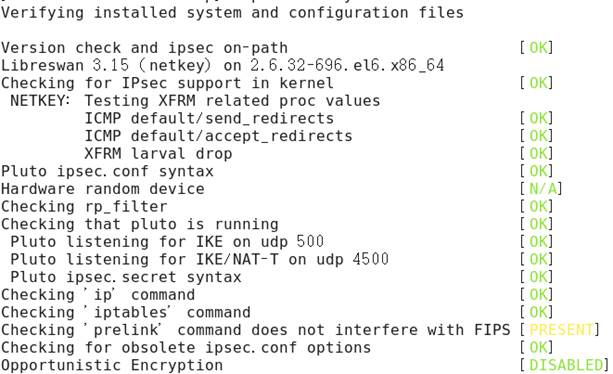 Verifying installed system and configuration files
Version check and ipsec on-path [OK]
Libreswan 3.15 (netkey) on 2.6.32-696.el6.x86_64
Checking for IPsec support in kernel [OK]
NETKEY: Testing XFRM related proc values
ICMP default/send_redirects [OK]
ICMP default/accept_redirects [OK]
XFRM larval drop [OK]
Pluto ipsec.conf syntax [OK]
Hardware random device [N/A]
Checking rp_filter [OK]
Checking that pluto is running [OK]
Pluto listening for IKE on udp 500 [OK]
Pluto listening for IKE/NAT-T on udp 4500 [OK]
Pluto ipsec.secret syntax [OK]
Checking 'ip' command [OK]
Checking 'iptables' command [OK]
Checking 'prelink' command does not interfere with FIPS [PRESENT]
Checking for obsolete ipsec.conf options [OK]
Opportunistic Encryption [DISABLED]